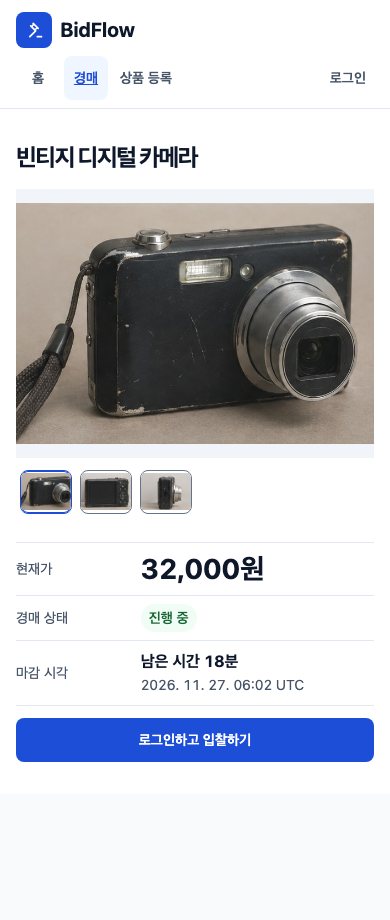 BidFlow
홈 경매 상품 등록 로그인
빈티지 디지털 카메라
현재가 32,000원
경매 상태 진행 중
마감 시각 남은 시간 18분
2026. 11. 27. 06:02 UTC
로그인하고 입찰하기